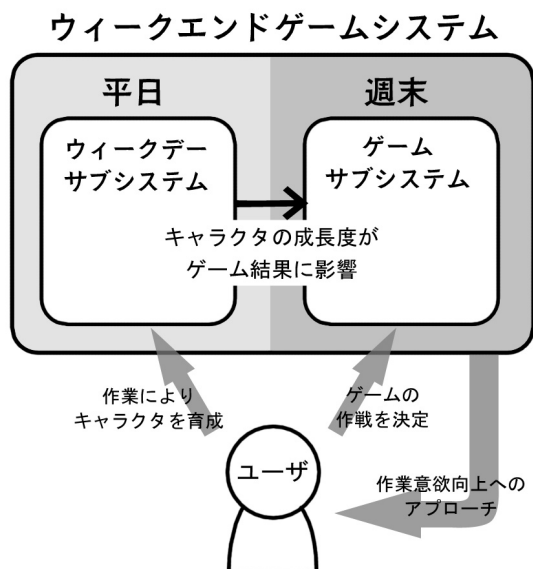 ウィークエンドゲームシステム
平日
週末
ウィークデー
サブシステム
ゲーム
サブシステム
キャラクタの成長度が
ゲーム結果に影響
作業により
キャラクタを育成
ゲームの
作戦を決定
ユーザ
作業意欲向上への
アプローチ